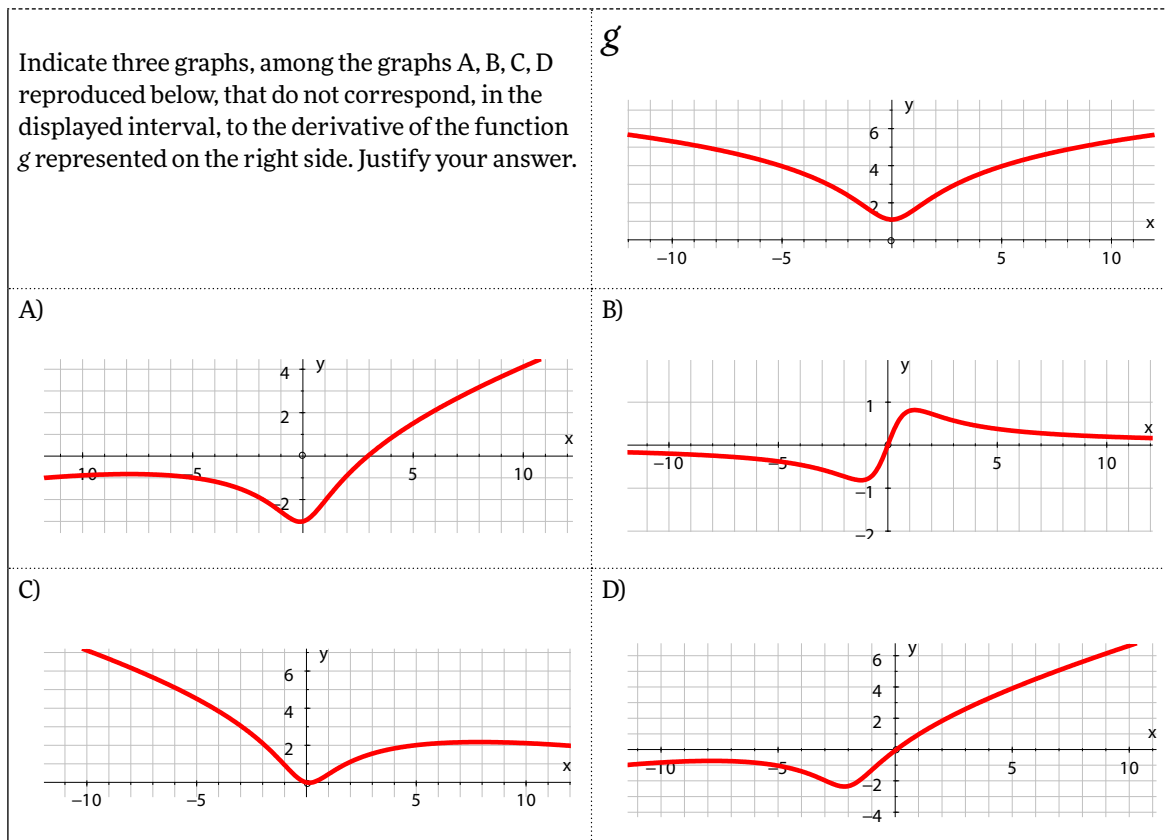 Indicate three graphs, among the graphs A, B, C, D
reproduced below, that do not correspond, in the
displayed interval, to the derivative of the function
g represented on the right side. Justify your answer.
g
y
6
4
2
x
−10 −5 5 10
A)
y
4
2
x
−10 −5 5 10
−2
B)
y
1
x
−10 −5 5 10
−1
−2
C)
y
6
4
2
x
−10 −5 5 10
D)
y
6
4
2
x
−10 −5 5 10
−2
−4